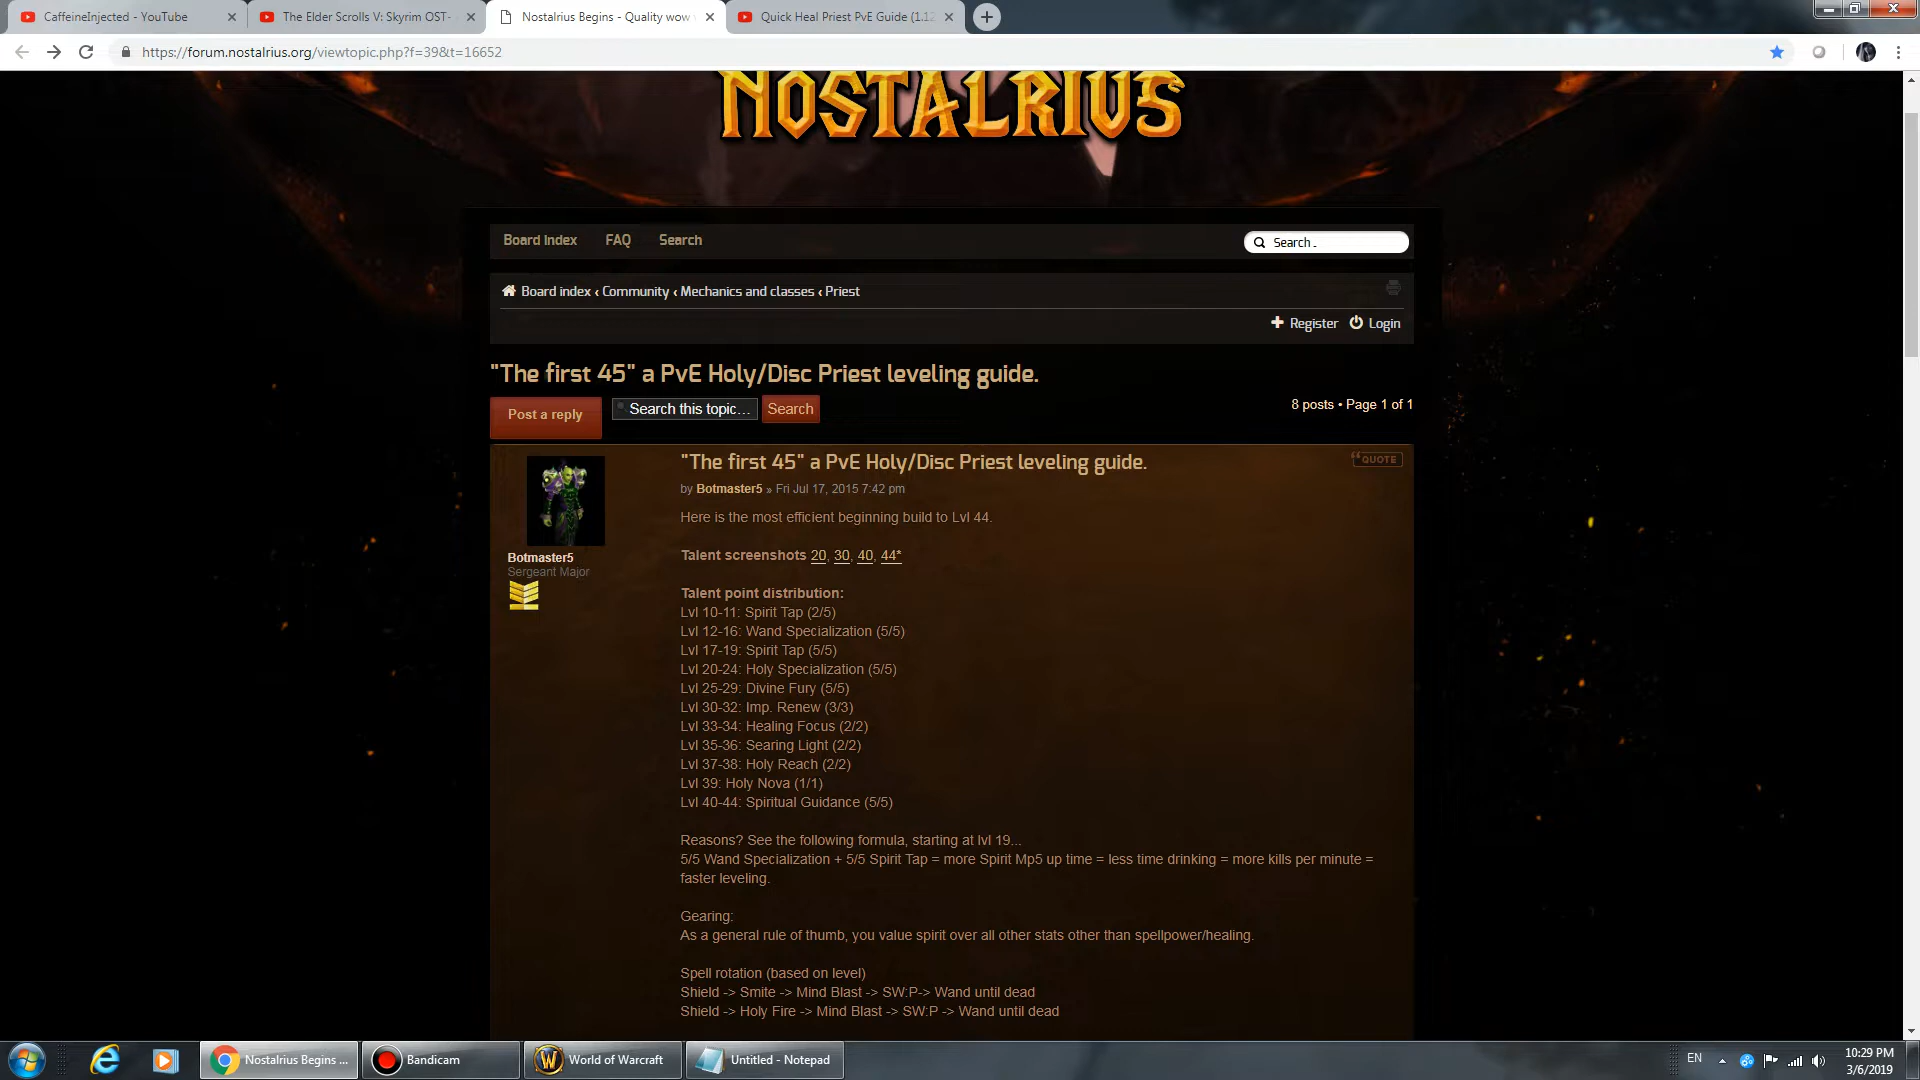 CaffeineInjected - YouTube
The Elder Scrolls V: Skyrim OST-
Nostalrius Begins - Quality wow
Quick Heal Priest PvE Guide (1.12
https://forum.nostalrius.org/viewtopic.php?f=39&t=16652
NOSTALRIUS
Board Index FAQ Search
Search..
Board index ‹ Community ‹ Mechanics and classes ‹ Priest
Register Login
"The first 45" a PvE Holy/Disc Priest leveling guide.
Post a reply
Search this topic...
Search
8 posts • Page 1 of 1
"The first 45" a PvE Holy/Disc Priest leveling guide.
QUOTE
by Botmaster5 » Fri Jul 17, 2015 7:42 pm
Here is the most efficient beginning build to Lvl 44.
Botmaster5
Sergeant Major
Talent screenshots 20, 30, 40, 44*
Talent point distribution:
Lvl 10-11: Spirit Tap (2/5)
Lvl 12-16: Wand Specialization (5/5)
Lvl 17-19: Spirit Tap (5/5)
Lvl 20-24: Holy Specialization (5/5)
Lvl 25-29: Divine Fury (5/5)
Lvl 30-32: Imp. Renew (3/3)
Lvl 33-34: Healing Focus (2/2)
Lvl 35-36: Searing Light (2/2)
Lvl 37-38: Holy Reach (2/2)
Lvl 39: Holy Nova (1/1)
Lvl 40-44: Spiritual Guidance (5/5)
Reasons? See the following formula, starting at lvl 19...
5/5 Wand Specialization + 5/5 Spirit Tap = more Spirit Mp5 up time = less time drinking = more kills per minute =
faster leveling.
Gearing:
As a general rule of thumb, you value spirit over all other stats other than spellpower/healing.
Spell rotation (based on level)
Shield -> Smite -> Mind Blast -> SW:P-> Wand until dead
Shield -> Holy Fire -> Mind Blast -> SW:P -> Wand until dead
Nostalrius Begins ...
Bandicam
World of Warcraft
Untitled - Notepad
EN
10:29 PM
3/6/2019